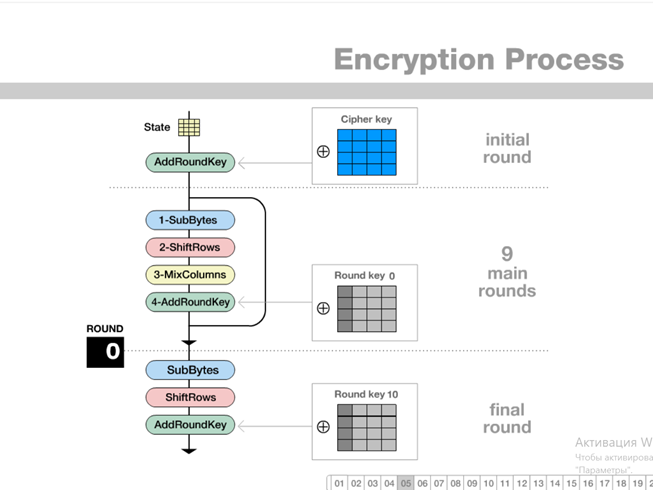 Encryption Process
State
Cipher key
AddRoundKey
⊕
initial
round
1-SubBytes
2-ShiftRows
3-MixColumns
4-AddRoundKey
Round key 0
⊕
9
main
rounds
ROUND
0
SubBytes
ShiftRows
AddRoundKey
Round key 10
⊕
final
round
Активация W
Чтобы активирова
"Параметры".
01 02 03 04 05 06 07 08 09 10 11 12 13 14 15 16 17 18 19